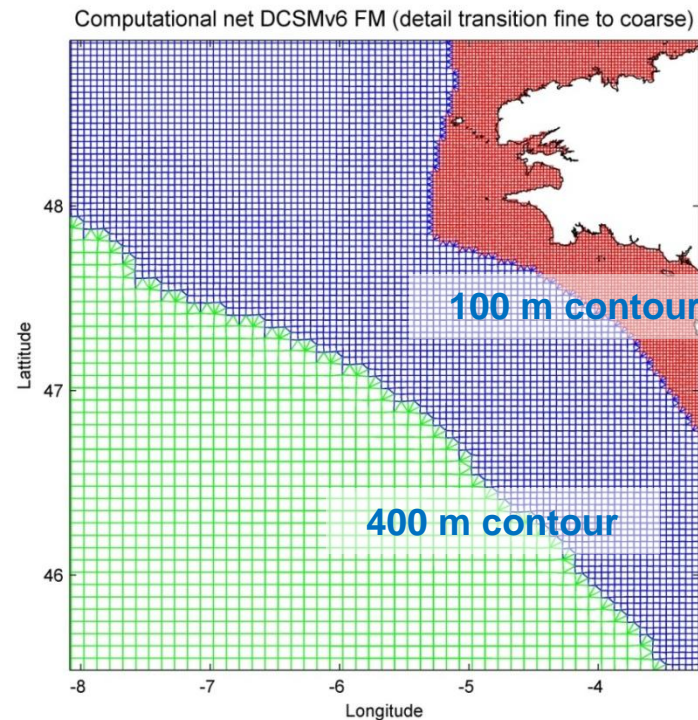 Computational net DCSMv6 FM (detail transition fine to coarse)
48
47
46
Lattitude
100 m contour
400 m contour
-8
-7
-6
-5
-4
Longitude